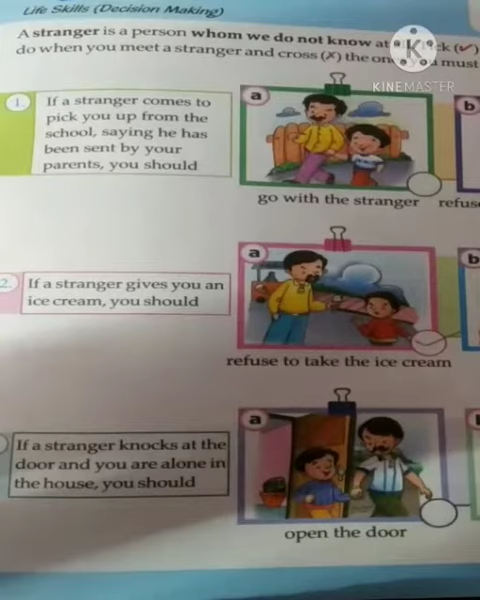 Life Skills (Decision Making)
A stranger is a person whom we do not know at (✓)
do when you meet a stranger and cross (✗) the must
KINEMASTER
1. If a stranger comes to
pick you up from the
school, saying he has
been sent by your
parents, you should
a
b
go with the stranger
2. If a stranger gives you an
ice cream, you should
a
b
refuse to take the ice cream
If a stranger knocks at the
door and you are alone in
the house, you should
a
open the door